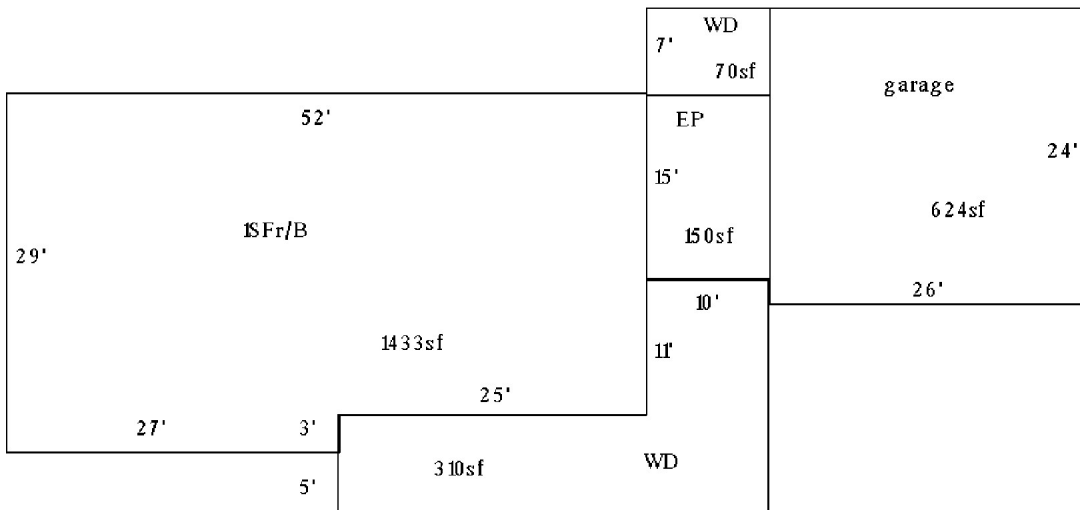 WD
7'
70sf
garage
52'
EP
24'
15'
624sf
1SFr/B
150sf
29'
26'
10'
1433sf
11'
25'
27'
3'
310sf
WD
5'